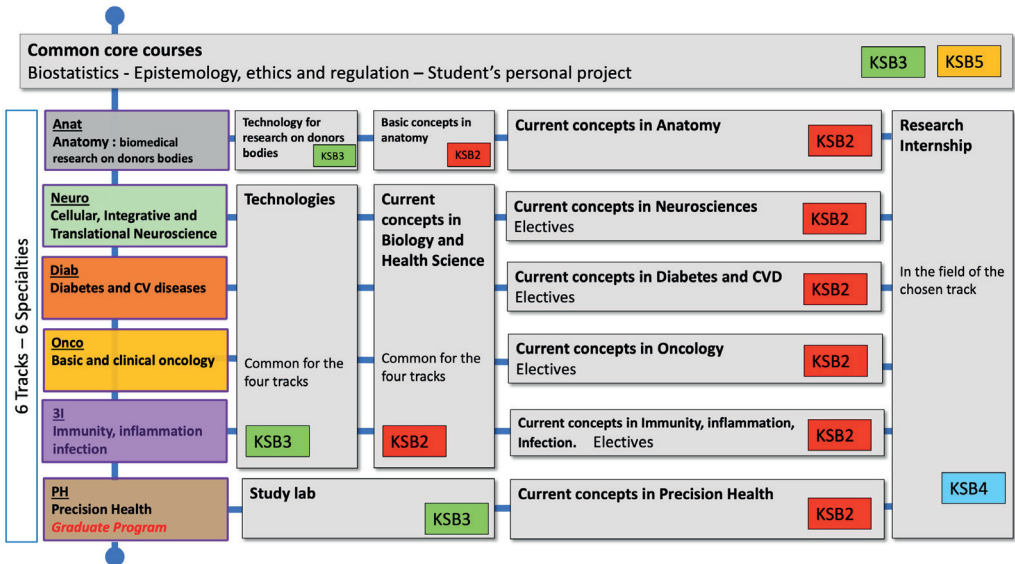 Common core courses
Biostatistics - Epistemology, ethics and regulation – Student's personal project
KSB3
KSB5
6 Tracks – 6 Specialties
Anat
Anatomy : biomedical
research on donors bodies
Technology for
research on donors
bodies
KSB3
Basic concepts in
anatomy
KSB2
Current concepts in Anatomy
KSB2
Research
Internship
In the field of the
chosen track
KSB4
Neuro
Cellular, Integrative and
Translational Neuroscience
Technologies
Common for the
four tracks
KSB3
Current
concepts in
Biology and
Health Science
Common for the
four tracks
KSB2
Current concepts in Neurosciences
Electives
KSB2
Diab
Diabetes and CV diseases
Current concepts in Diabetes and CVD
Electives
KSB2
Onco
Basic and clinical oncology
Current concepts in Oncology
Electives
KSB2
3I
Immunity, inflammation
infection
Current concepts in Immunity, inflammation,
Infection. Electives
KSB2
PH
Precision Health
Graduate Program
Study lab
KSB3
Current concepts in Precision Health
KSB2